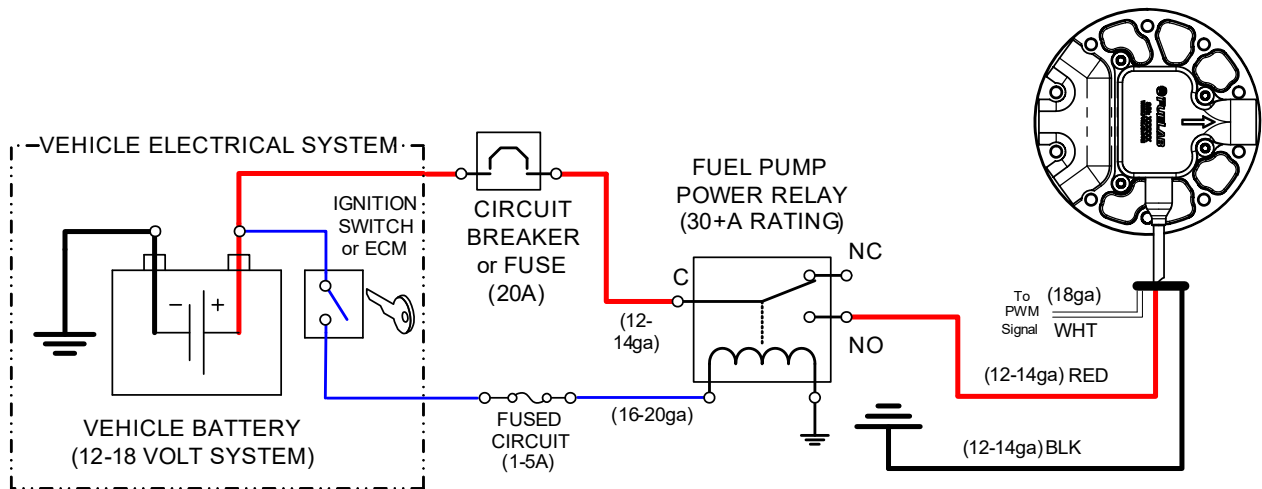 VEHICLE ELECTRICAL SYSTEM
IGNITION
SWITCH
or ECM
CIRCUIT
BREAKER
or FUSE
(20A)
FUEL PUMP
POWER RELAY
(30+A RATING)
C
NC
NO
(12-
14ga)
− +
VEHICLE BATTERY
(12-18 VOLT SYSTEM)
FUSED
CIRCUIT
(1-5A)
(16-20ga)
FUELAB
To
PWM
Signal
(18ga)
WHT
(12-14ga) RED
(12-14ga) BLK